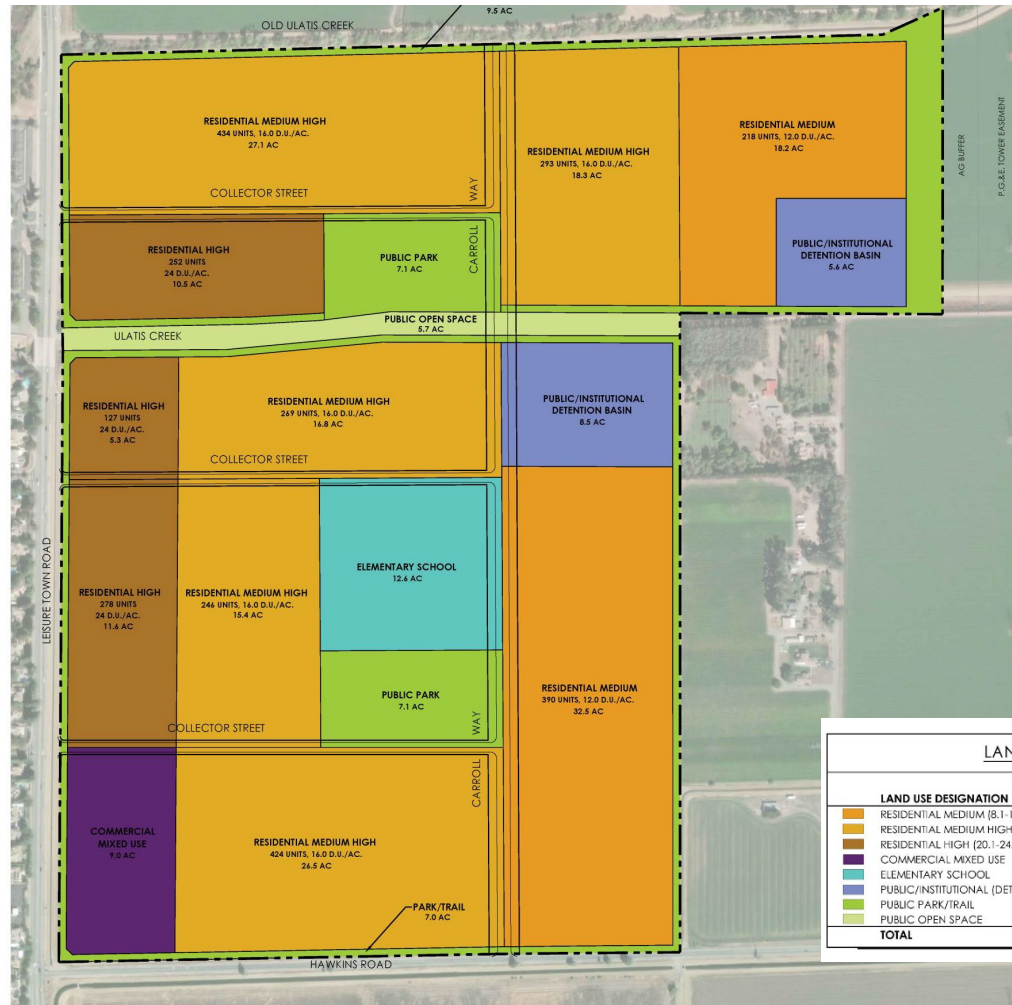 9.5 AC
OLD ULATIS CREEK
RESIDENTIAL MEDIUM HIGH
434 UNITS, 16.0 D.U./AC.
27.1 AC
COLLECTOR STREET
WAY
CARROLL
RESIDENTIAL MEDIUM HIGH
293 UNITS, 16.0 D.U./AC.
18.3 AC
RESIDENTIAL MEDIUM
218 UNITS, 12.0 D.U./AC.
18.2 AC
AG BUFFER
P.G.&E. TOWER EASEMENT
RESIDENTIAL HIGH
252 UNITS
24 D.U./AC.
10.5 AC
PUBLIC PARK
7.1 AC
PUBLIC/INSTITUTIONAL
DETENTION BASIN
5.6 AC
PUBLIC OPEN SPACE
5.7 AC
ULATIS CREEK
RESIDENTIAL HIGH
127 UNITS
24 D.U./AC.
5.3 AC
RESIDENTIAL MEDIUM HIGH
269 UNITS, 16.0 D.U./AC.
16.8 AC
PUBLIC/INSTITUTIONAL
DETENTION BASIN
8.5 AC
COLLECTOR STREET
LEISURE TOWN ROAD
RESIDENTIAL HIGH
278 UNITS
24 D.U./AC.
11.6 AC
RESIDENTIAL MEDIUM HIGH
246 UNITS, 16.0 D.U./AC.
15.4 AC
ELEMENTARY SCHOOL
12.6 AC
PUBLIC PARK
7.1 AC
RESIDENTIAL MEDIUM
390 UNITS, 12.0 D.U./AC.
32.5 AC
COLLECTOR STREET
WAY
CARROLL
COMMERCIAL
MIXED USE
9.0 AC
RESIDENTIAL MEDIUM HIGH
424 UNITS, 16.0 D.U./AC.
26.5 AC
PARK/TRAIL
7.0 AC
HAWKINS ROAD
LAN
LAND USE DESIGNATION
RESIDENTIAL MEDIUM (8.1-1
RESIDENTIAL MEDIUM HIGH
RESIDENTIAL HIGH (20.1-24.
COMMERCIAL MIXED USE
ELEMENTARY SCHOOL
PUBLIC/INSTITUTIONAL (DET
PUBLIC PARK/TRAIL
PUBLIC OPEN SPACE
TOTAL